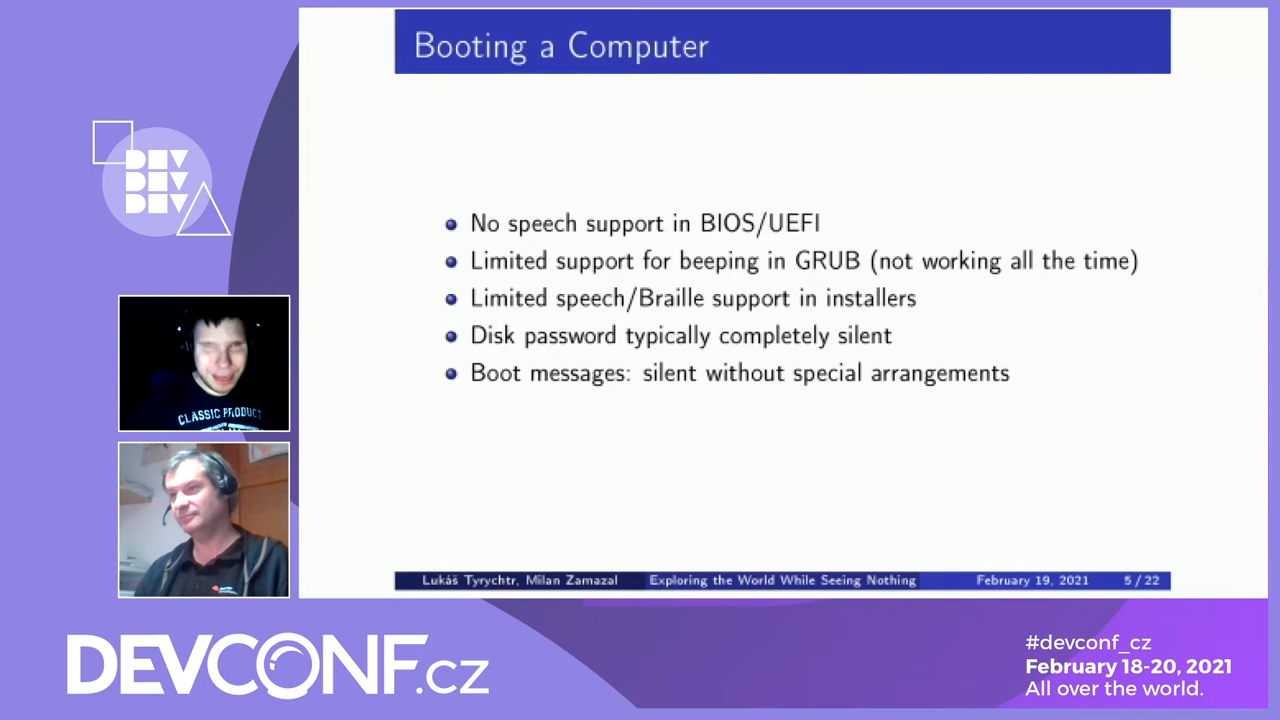 Booting a Computer
No speech support in BIOS/UEFI
Limited support for beeping in GRUB (not working all the time)
Limited speech/Braille support in installers
Disk password typically completely silent
Boot messages: silent without special arrangements
Lukáš Tyrychtr, Milan Zamazal Exploring the World While Seeing Nothing February 19, 2021 5 / 22
DEV
DEV
DEV
CLASSIC PRODUCT
DEVCONF.cz
#devconf_cz
February 18-20, 2021
All over the world.